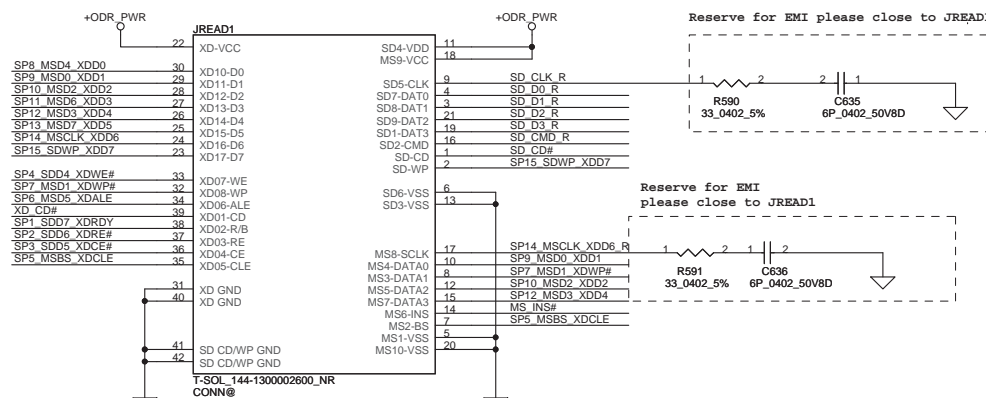 +ODR_PWR
JREAD1
+ODR_PWR
Reserve for EMI please close to JREAD1
22 XD-VCC
SD4-VDD 11
MS9-VCC 18
SP8_MSD4_XDD0 30 XD10-D0
SP9_MSD0_XDD1 29 XD11-D1
SP10_MSD2_XDD2 28 XD12-D2
SP11_MSD6_XDD3 27 XD13-D3
SP12_MSD3_XDD4 26 XD14-D4
SP13_MSD7_XDD5 25 XD15-D5
SP14_MSCLK_XDD6 24 XD16-D6
SP15_SDWP_XDD7 23 XD17-D7
SD5-CLK 9 SD_CLK_R
SD7-DAT0 4 SD_D0_R
SD8-DAT1 3 SD_D1_R
SD9-DAT2 21 SD_D2_R
SD1-DAT3 19 SD_D3_R
SD2-CMD 16 SD_CMD_R
SD-CD 1 SD_CD#
SD-WP 2 SP15_SDWP_XDD7
1 2
R590
33_0402_5%
2 1
C635
6P_0402_50V8D
SP4_SDD4_XDWE# 33 XD07-WE
SP7_MSD1_XDWP# 32 XD08-WP
SP6_MSD5_XDALE 34 XD06-ALE
XD_CD# 39 XD01-CD
SP1_SDD7_XDRDY 38 XD02-R/B
SP2_SDD6_XDRE# 37 XD03-RE
SP3_SDD5_XDCE# 36 XD04-CE
SP5_MSBS_XDCLE 35 XD05-CLE
SD6-VSS 6
SD3-VSS 13
Reserve for EMI
please close to JREAD1
MS8-SCLK 17 SP14_MSCLK_XDD6_R
MS4-DATA0 10 SP9_MSD0_XDD1
MS3-DATA1 8 SP7_MSD1_XDWP#
MS5-DATA2 12 SP10_MSD2_XDD2
MS7-DATA3 15 SP12_MSD3_XDD4
MS6-INS 14 MS_INS#
MS2-BS 7 SP5_MSBS_XDCLE
MS1-VSS 5
MS10-VSS 20
1 2
R591
33_0402_5%
1 2
C636
6P_0402_50V8D
31 XD GND
40 XD GND
41 SD CD/WP GND
42 SD CD/WP GND
T-SOL_144-1300002600_NR
CONN@